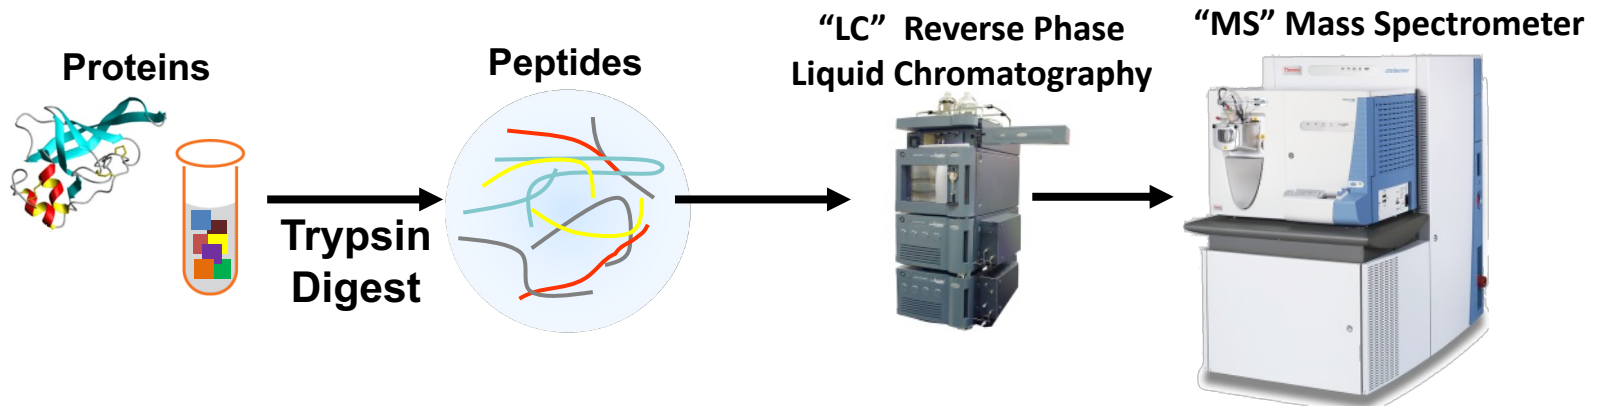 Proteins
Trypsin
Digest
Peptides
“LC”  Reverse Phase
Liquid Chromatography
“MS” Mass Spectrometer